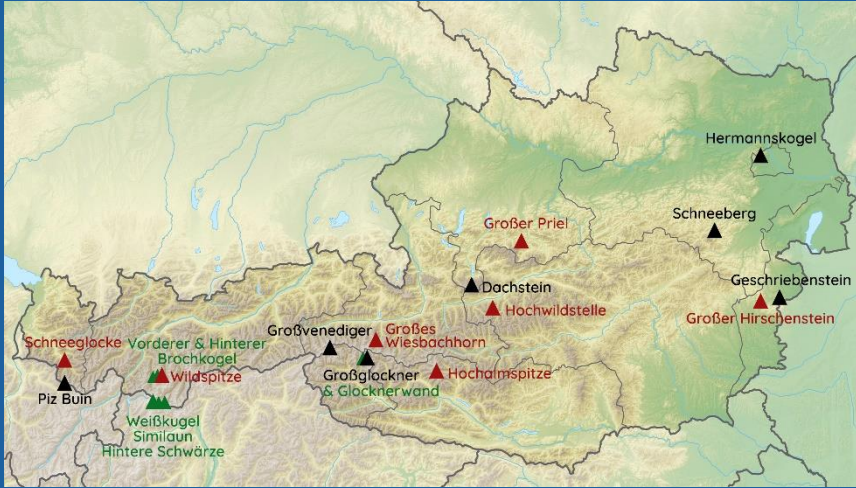 Hermannskogel
Schneeberg
Großer Priel
Geschriebenstein
Dachstein
Hochwildstelle
Großer Hirschenstein
Großvenediger
Großes
Wiesbachhorn
Schneeglocke
Vorderer & Hinterer
Brochkogel
Wildspitze
Großglockner
& Glocknerwand
Hochalmspitze
Piz Buin
Weißkugel
Similaun
Hintere Schwärze